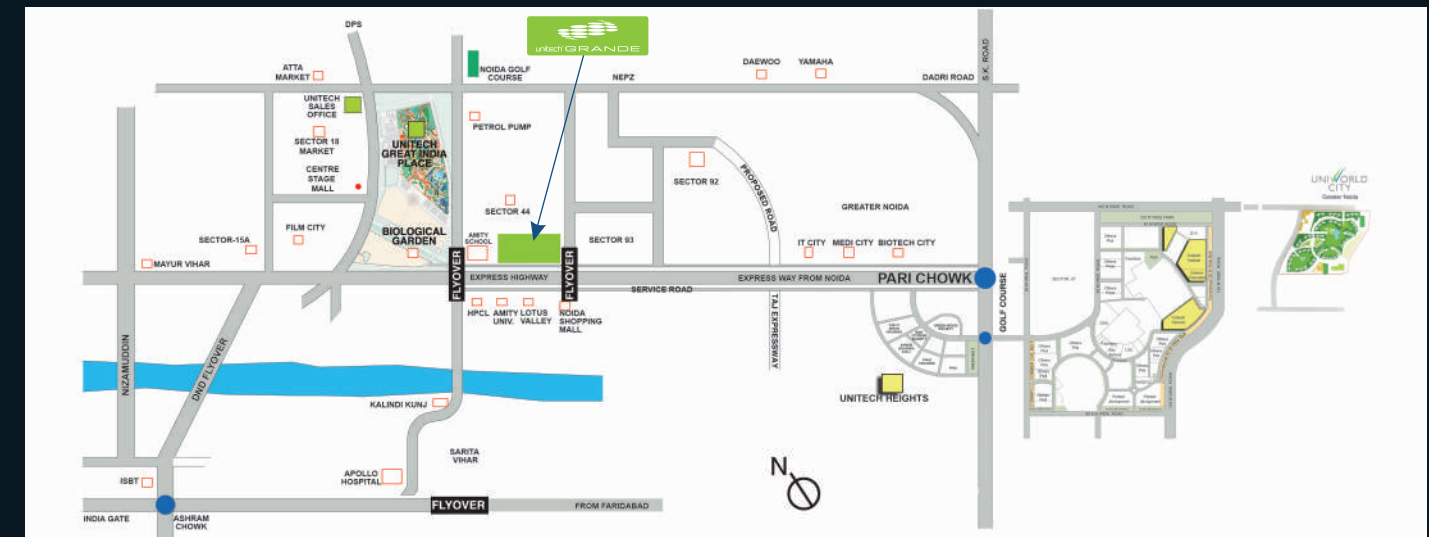 DPS
unitech GRANDE
ATTA
MARKET
NOIDA GOLF
COURSE
NEPZ
DAEWOO
YAMAHA
DADRI ROAD
S.K. ROAD
UNITECH
SALES
OFFICE
SECTOR 18
MARKET
CENTRE
STAGE
MALL
UNITECH
GREAT INDIA
PLACE
PETROL PUMP
SECTOR 92
PROPOSED ROAD
UNIWORLD
CITY
Greater Noida
SECTOR 44
GREATER NOIDA
SECTOR-15A
FILM CITY
BIOLOGICAL
GARDEN
AMITY
SCHOOL
SECTOR 93
IT CITY
MEDI CITY
BIOTECH CITY
MAYUR VIHAR
FLYOVER
FLYOVER
EXPRESS HIGHWAY
EXPRESS WAY FROM NOIDA
PARI CHOWK
SERVICE ROAD
HPCL
AMITY
UNIV.
LOTUS
VALLEY
NOIDA
SHOPPING
MALL
TAJ EXPRESSWAY
GOLF COURSE
NIZAMUDDIN
DND FLYOVER
KALINDI KUNJ
UNITECH HEIGHTS
SARITA
VIHAR
APOLLO
HOSPITAL
ISBT
N
FLYOVER
FROM FARIDABAD
INDIA GATE
ASHRAM
CHOWK